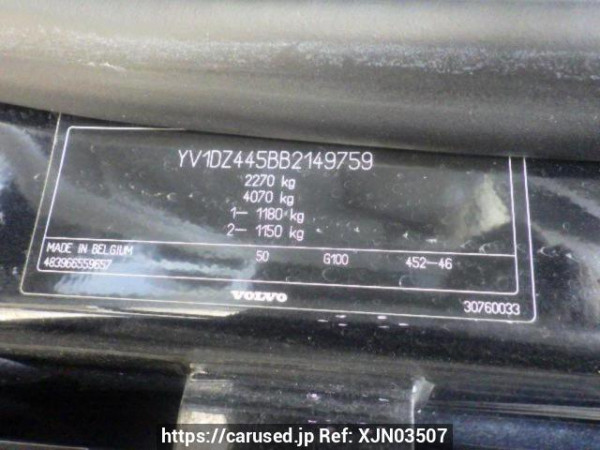 YV1DZ445BB2149759
2270 kg
4070 kg
1- 1180 kg
2- 1150 kg
MADE IN BELGIUM 50 G100 452-46
483966559657
VOLVO 30760033
https://carused.jp Ref: XJN03507